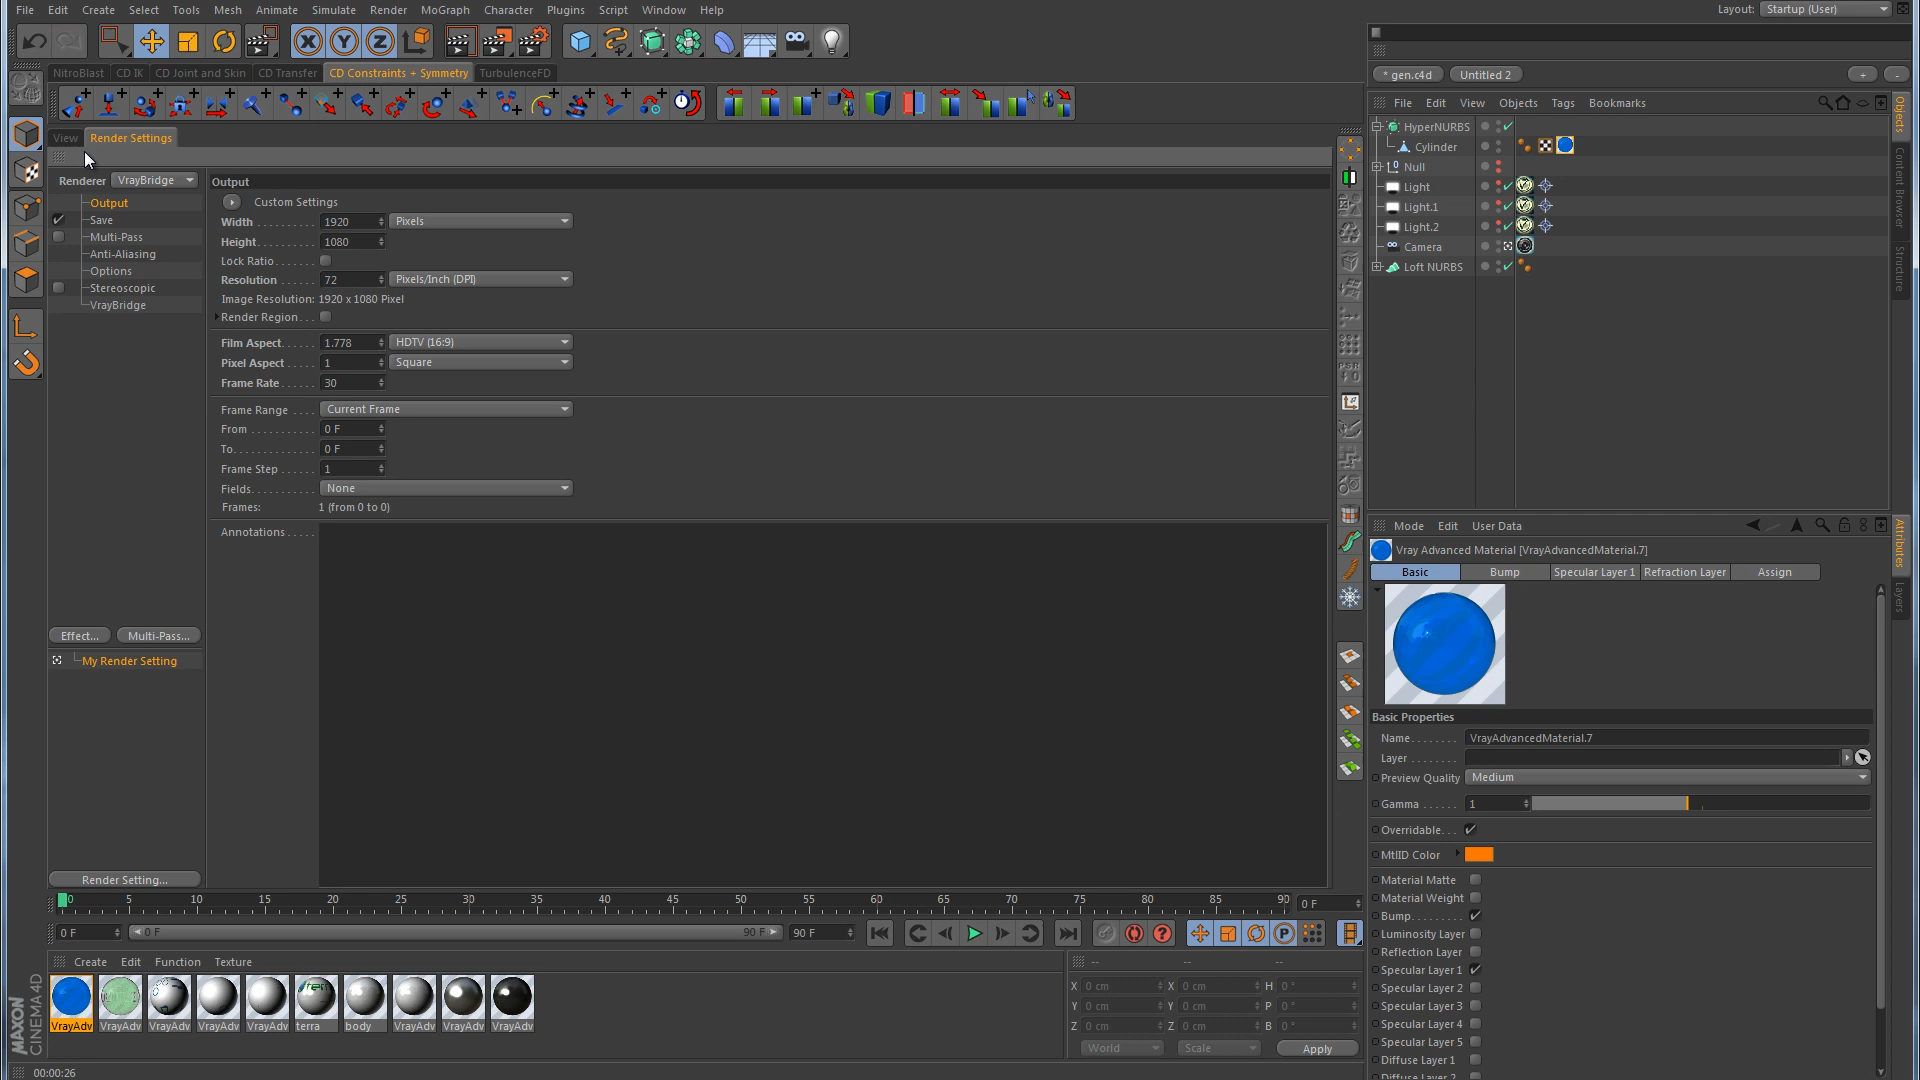 File Edit Create Select Tools Mesh Animate Simulate Render MoGraph Character Plugins Script Window Help
Layout: Startup (User)
NitroBlast CD IK CD Joint and Skin CD Transfer CD Constraints + Symmetry TurbulenceFD
* gen.c4d Untitled 2 + -
File Edit View Objects Tags Bookmarks
View Render Settings
Renderer VrayBridge
Output
Save
Multi-Pass
Anti-Aliasing
Options
Stereoscopic
VrayBridge
Effect... Multi-Pass...
My Render Setting
Render Setting...
Output
Custom Settings
Width 1920 Pixels
Height 1080
Lock Ratio
Resolution 72 Pixels/Inch (DPI)
Image Resolution: 1920 x 1080 Pixel
Render Region
Film Aspect 1.778 HDTV (16:9)
Pixel Aspect 1 Square
Frame Rate 30
Frame Range Current Frame
From 0 F
To 0 F
Frame Step 1
Fields None
Frames: 1 (from 0 to 0)
Annotations
PSR
HyperNURBS
Cylinder
Null
Light
Light.1
Light.2
Camera
Loft NURBS
Objects
Content Browser
Structure
Mode Edit User Data
Vray Advanced Material [VrayAdvancedMaterial.7]
Basic Bump Specular Layer 1 Refraction Layer Assign
Basic Properties
Name VrayAdvancedMaterial.7
Layer
Preview Quality Medium
Gamma 1
Overridable
MtlID Color
Material Matte
Material Weight
Bump
Luminosity Layer
Reflection Layer
Specular Layer 1
Specular Layer 2
Specular Layer 3
Specular Layer 4
Specular Layer 5
Diffuse Layer 1
Diffuse Layer 2
Attributes
Layers
0 5 10 15 20 25 30 35 40 45 50 55 60 65 70 75 80 85 90 0 F
0 F 0 F 90 F 90 F
Create Edit Function Texture
VrayAdv VrayAdv VrayAdv VrayAdv VrayAdv terra body VrayAdv VrayAdv VrayAdv
-- -- --
X 0 cm X 0 cm H 0 °
Y 0 cm Y 0 cm P 0 °
Z 0 cm Z 0 cm B 0 °
World Scale Apply
MAXON
CINEMA 4D
00:00:26